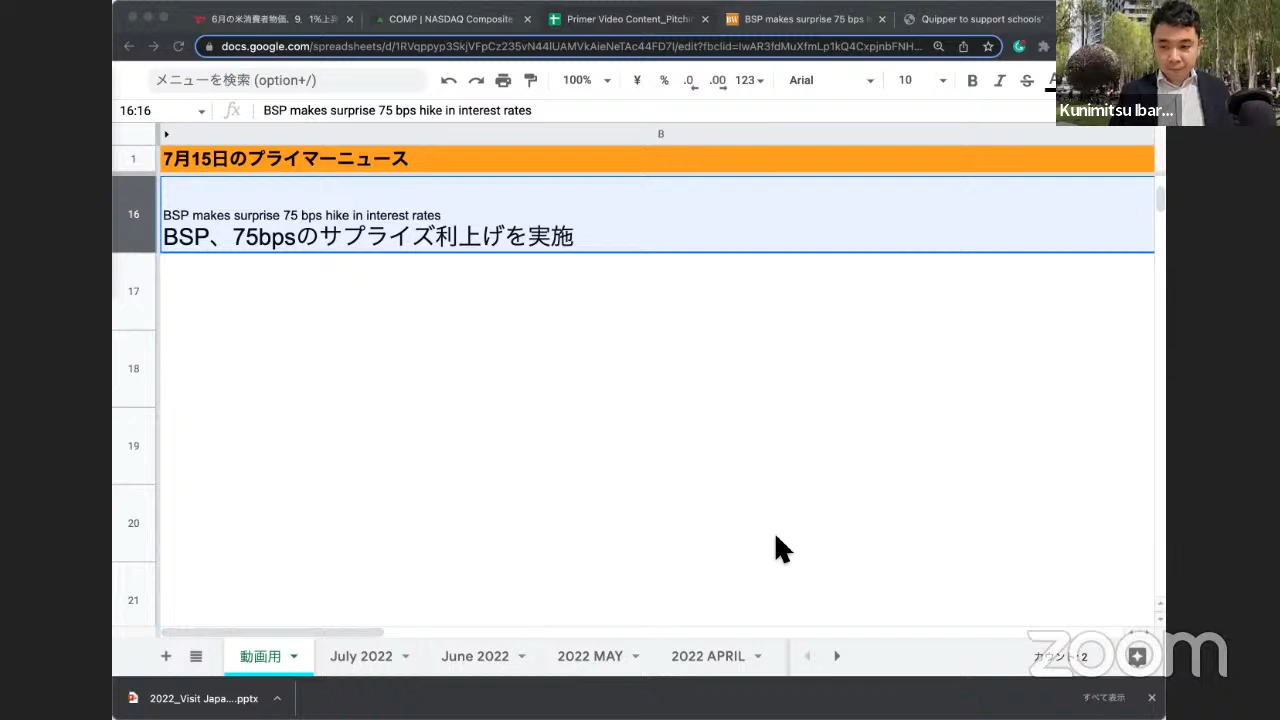 6月の米消費者物価、9．1%上昇
COMP | NASDAQ Composite
Primer Video Content_Pitchi
BW BSP makes surprise 75 bps h
Quipper to support schools'
docs.google.com/spreadsheets/d/1RVqppyp3SkjVFpCz235vN44lUAMVkAieNeTAc44FD7I/edit?fbclid=IwAR3fdMuXfmLp1kQ4CxpjnbFNH...
メニューを検索 (option+/)
100%
¥ % .0 .00 123
Arial
10
B I S A
Kunimitsu Ibar...
16:16
fx
BSP makes surprise 75 bps hike in interest rates
B
1
7月15日のプライマーニュース
16
BSP makes surprise 75 bps hike in interest rates
BSP、75bpsのサプライズ利上げを実施
17
18
19
20
21
動画用
July 2022
June 2022
2022 MAY
2022 APRIL
カウント: 2
zoom
2022_Visit Japa....pptx
すべて表示